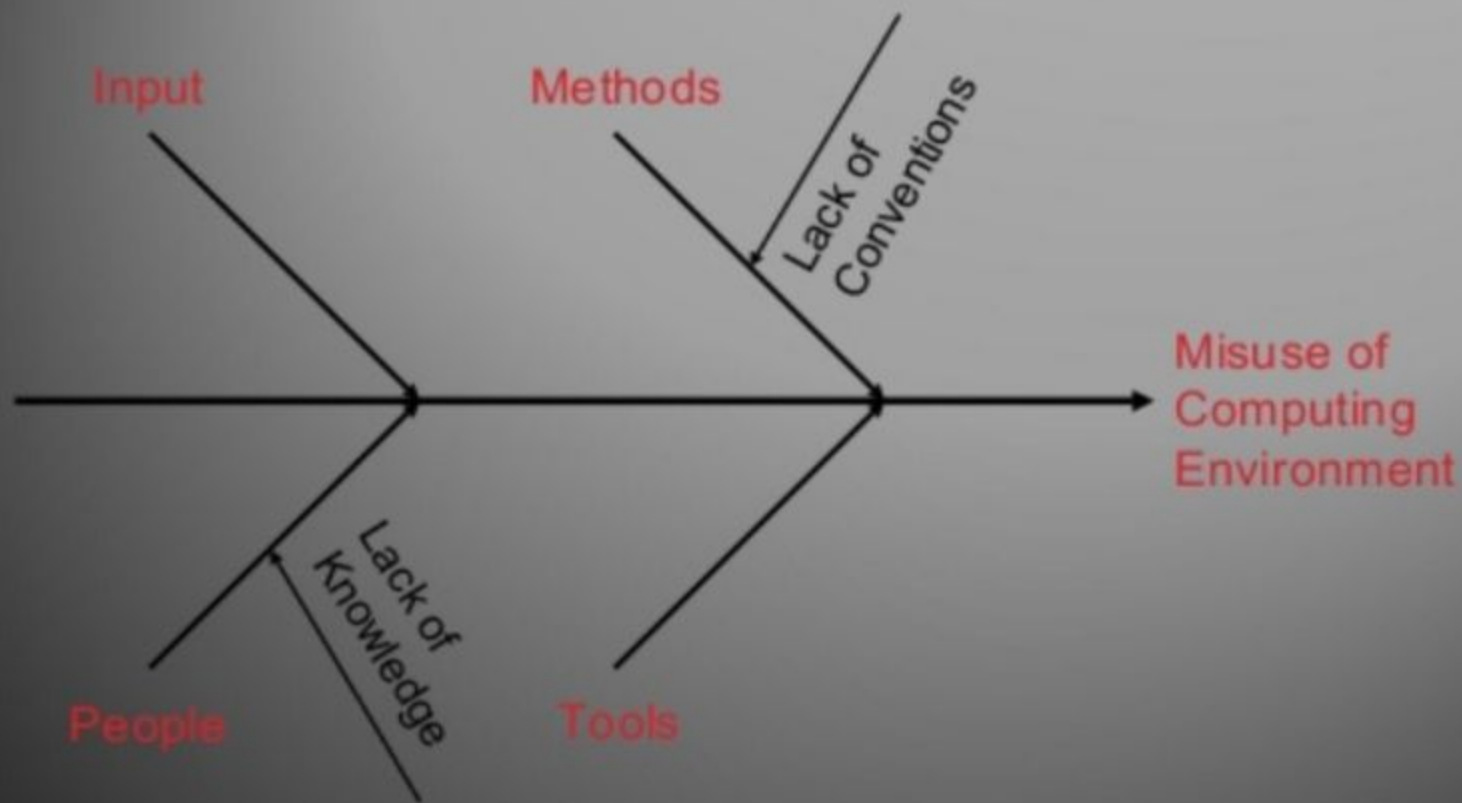 Input
Methods
Lack of
Conventions
Misuse of
Computing
Environment
Lack of
Knowledge
People
Tools